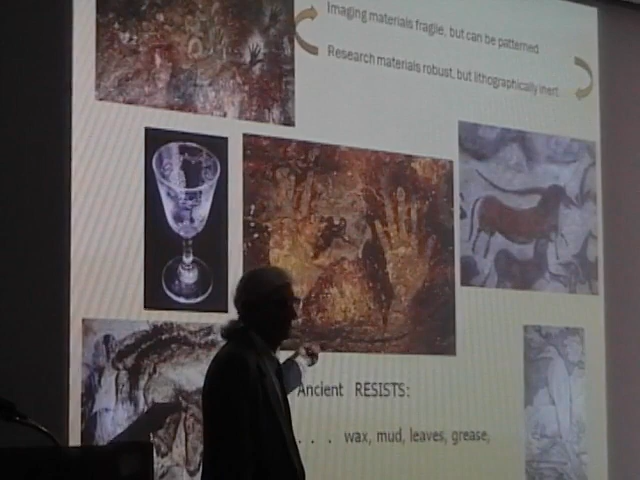 Imaging materials fragile, but can be patterned
Research materials robust, but lithographically inert
Ancient RESISTS:
. . . wax, mud, leaves, grease,